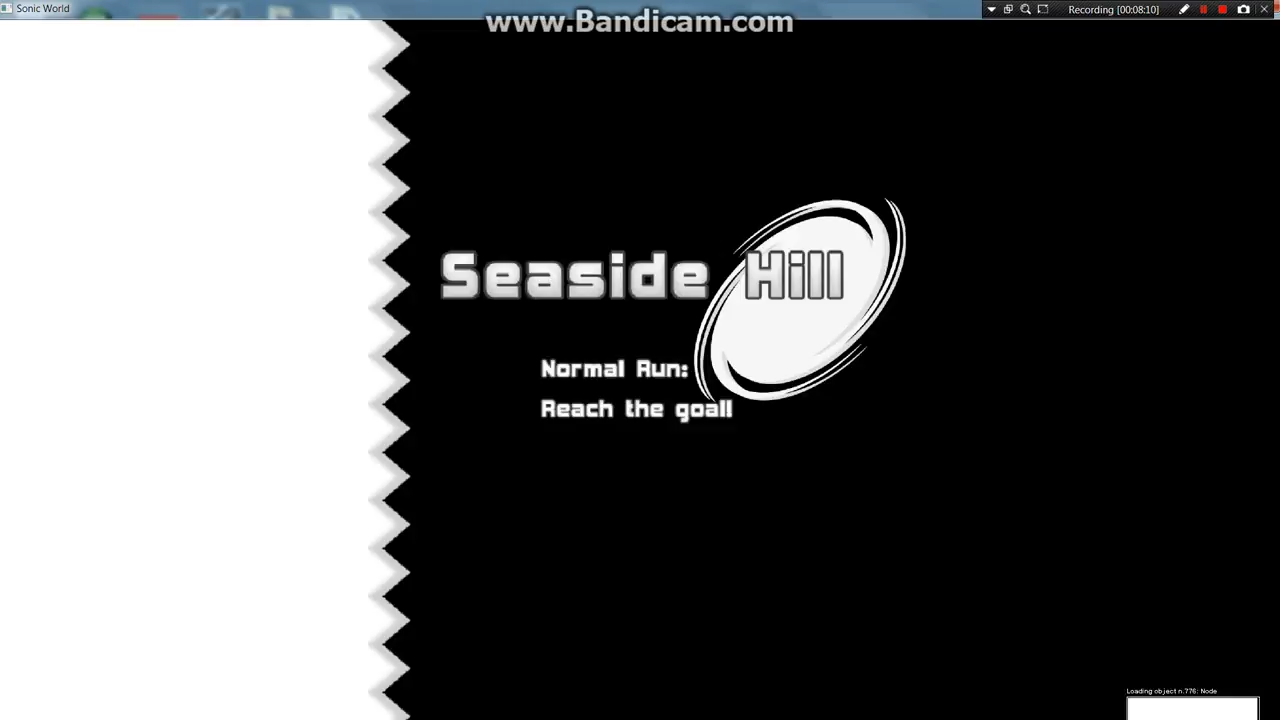 Sonic World
www.Bandicam.com
Recording [00:08:10]
Seaside Hill
Normal Run:
Reach the goal!
Loading object n.776: Node